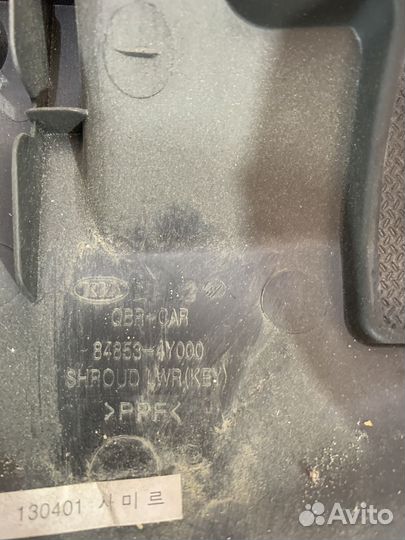 KIA
QBR-CAR
84853-4Y000
SHROUD LWR(KEY)
>PPF<
130401 사미르
Avito